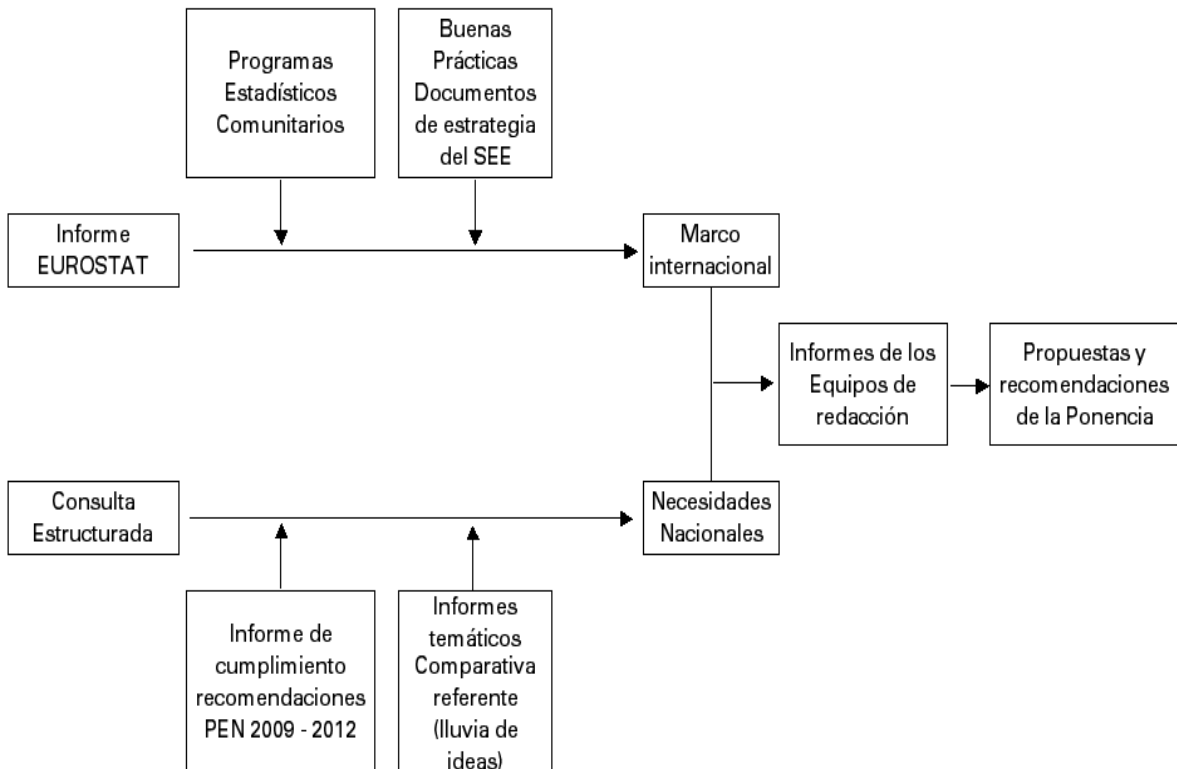 Programas
Estadísticos
Comunitarios
Buenas
Prácticas
Documentos
de estrategia
del SEE
Informe
EUROSTAT
Marco
internacional
Informes de los
Equipos de
redacción
Propuestas y
recomendaciones
de la Ponencia
Consulta
Estructurada
Necesidades
Nacionales
Informe de
cumplimiento
recomendaciones
PEN 2009 - 2012
Informes
temáticos
Comparativa
referente
(lluvia de
ideas)